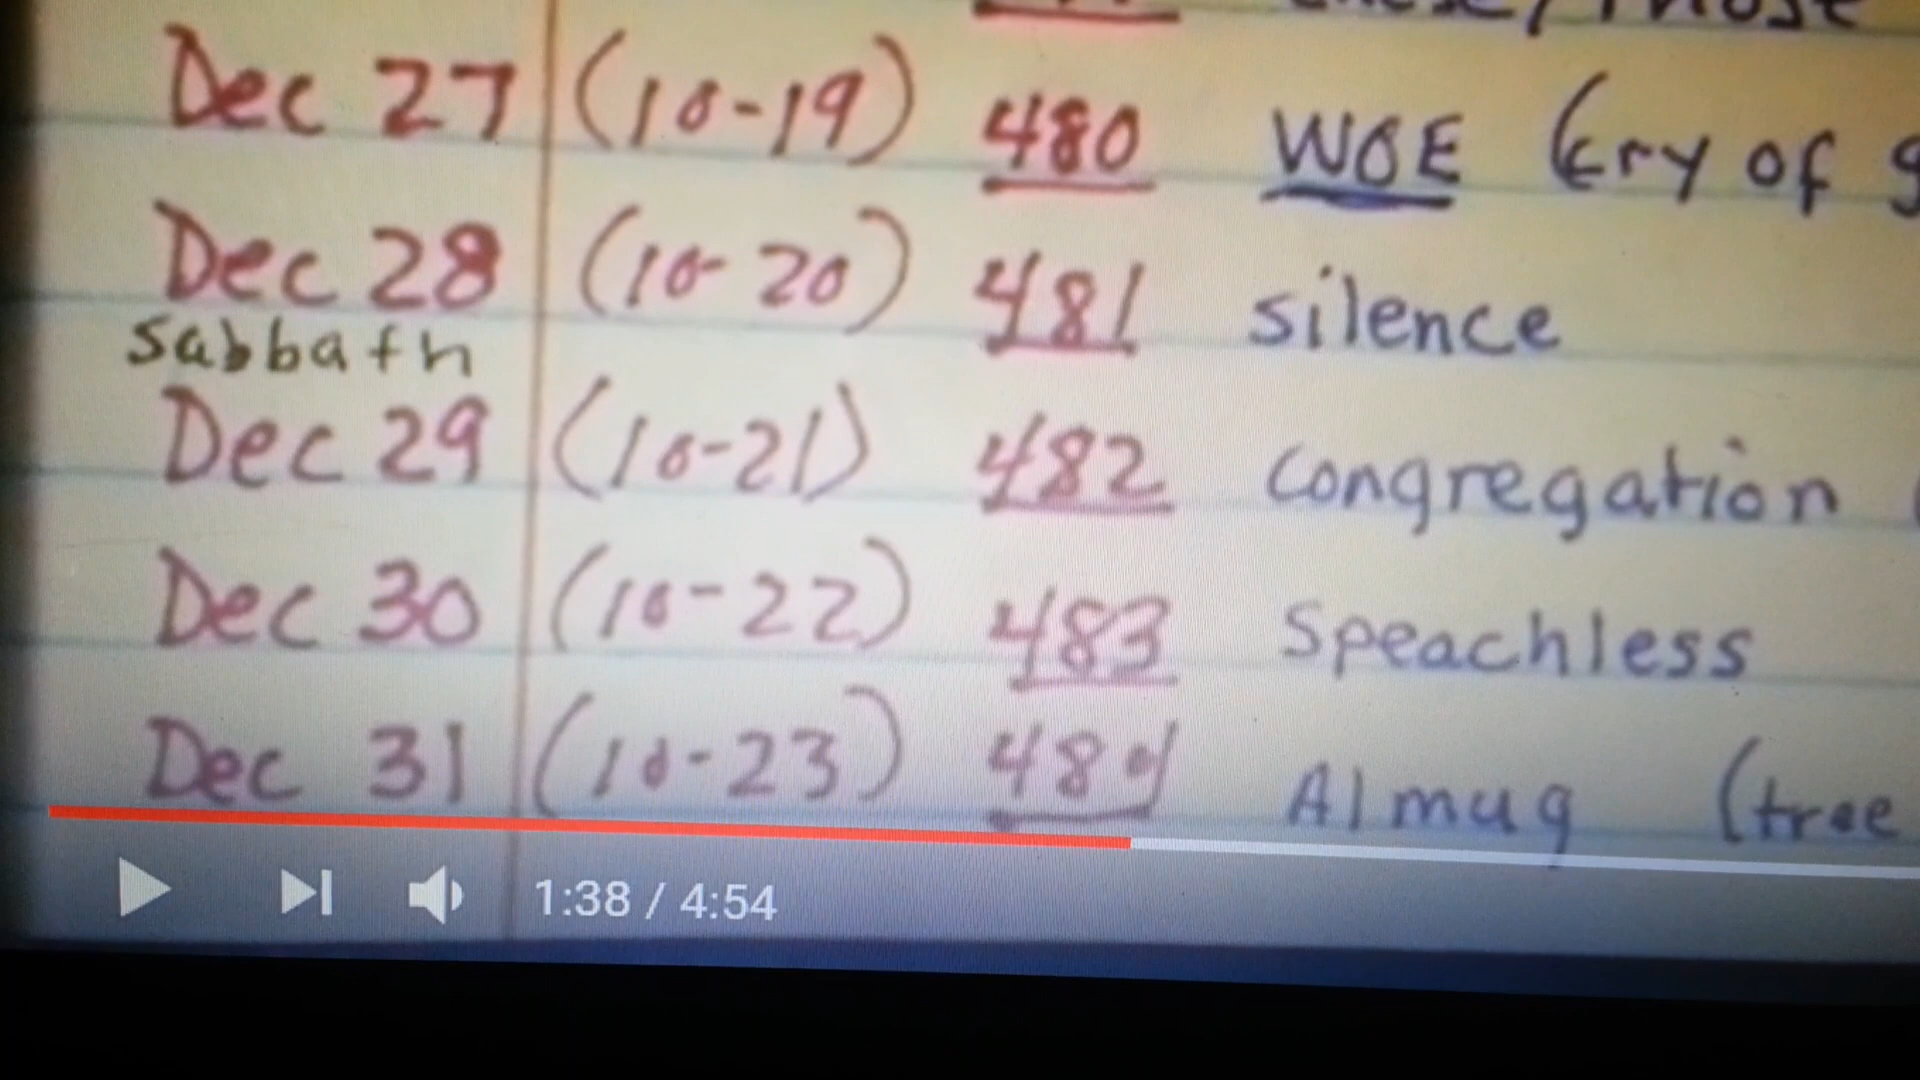 Dec 27 (10-19) 480 WOE (cry of
Dec 28 (10-20) 481 silence
Sabbath
Dec 29 (10-21) 482 congregation (
Dec 30 (10-22) 483 Speachless
Dec 31 (10-23) 484 Almug (tree
1:38 / 4:54